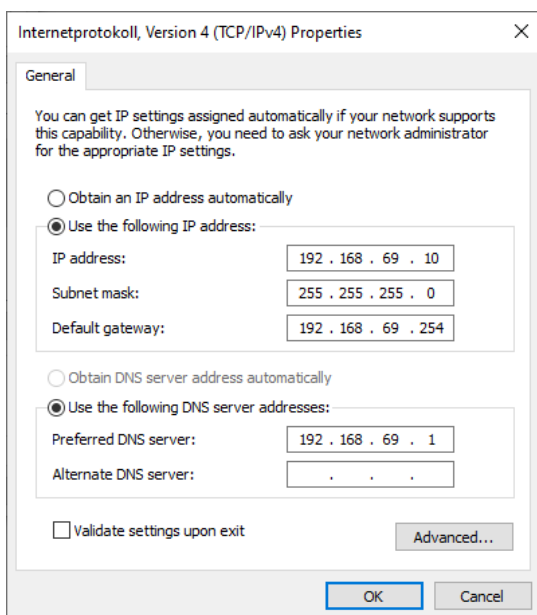 Internetprotokoll, Version 4 (TCP/IPv4) Properties
General
You can get IP settings assigned automatically if your network supports
this capability. Otherwise, you need to ask your network administrator
for the appropriate IP settings.
Obtain an IP address automatically
Use the following IP address:
IP address: 192 . 168 . 69 . 10
Subnet mask: 255 . 255 . 255 . 0
Default gateway: 192 . 168 . 69 . 254
Obtain DNS server address automatically
Use the following DNS server addresses:
Preferred DNS server: 192 . 168 . 69 . 1
Alternate DNS server: . . .
Validate settings upon exit
Advanced...
OK Cancel